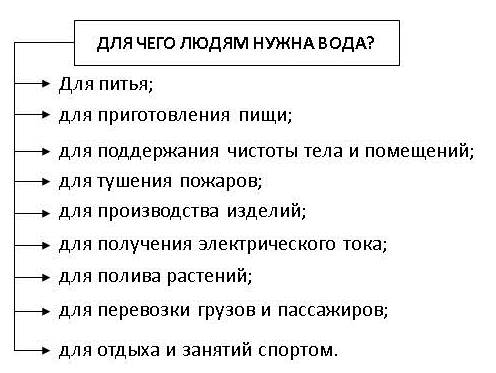 ДЛЯ ЧЕГО ЛЮДЯМ НУЖНА ВОДА?
Для питья;
для приготовления пищи;
для поддержания чистоты тела и помещений;
для тушения пожаров;
для производства изделий;
для получения электрического тока;
для полива растений;
для перевозки грузов и пассажиров;
для отдыха и занятий спортом.